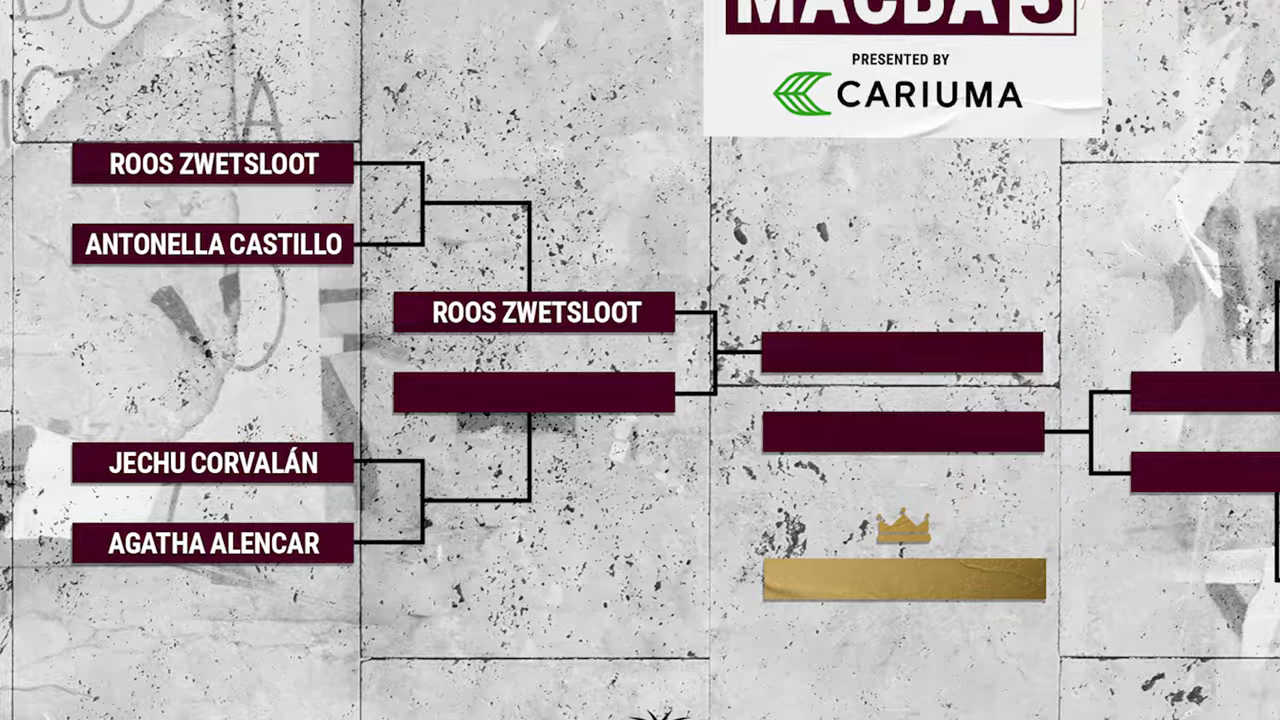 MACBA 5
PRESENTED BY
CARIUMA
ROOS ZWETSLOOT
ANTONELLA CASTILLO
ROOS ZWETSLOOT
JECHU CORVALÁN
AGATHA ALENCAR